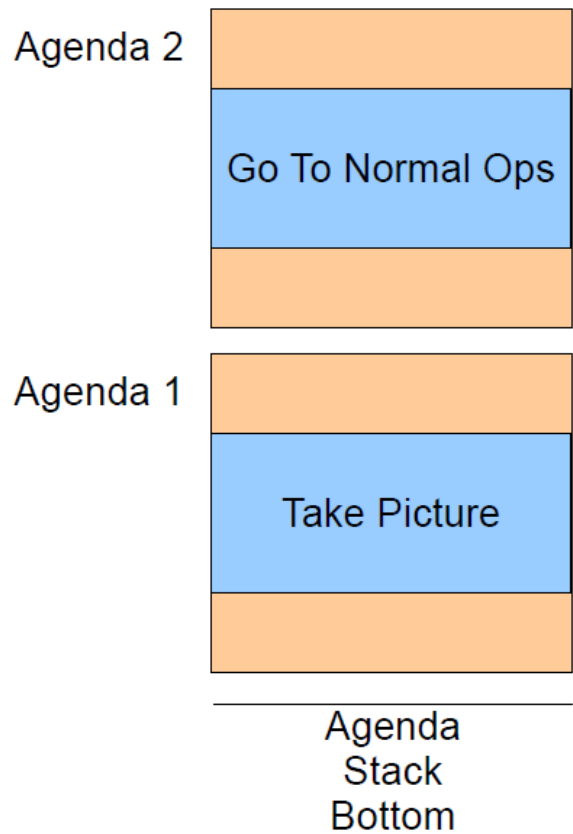 Agenda 2
Go To Normal Ops
Agenda 1
Take Picture
Agenda
Stack
Bottom